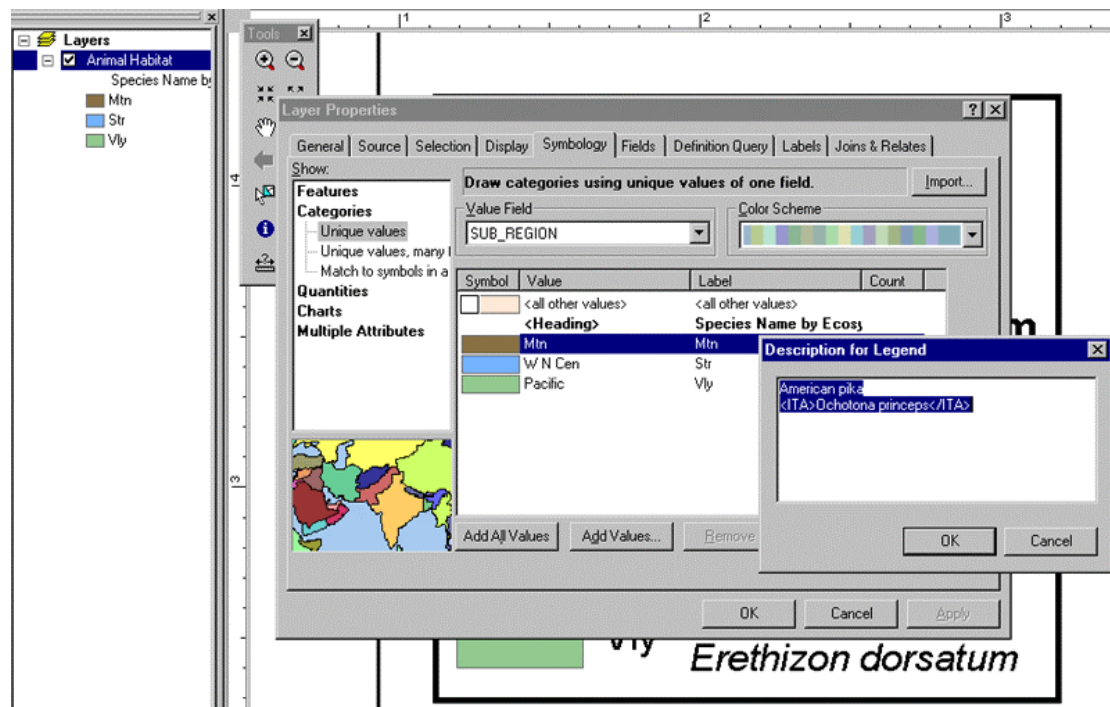 1
2
3
Layers
Animal Habitat
Species Name by
Mtn
Str
Vly
Tools
4
3
Layer Properties
General Source Selection Display Symbology Fields Definition Query Labels Joins & Relates
Show:
Features
Categories
Unique values
Unique values, many
Match to symbols in a
Quantities
Charts
Multiple Attributes
Draw categories using unique values of one field.
Import...
Value Field
SUB_REGION
Color Scheme
Symbol Value Label Count
<all other values> <all other values>
<Heading> Species Name by Ecosy
Mtn Mtn
W N Cen Str
Pacific Vly
Add All Values Add Values... Remove
OK Cancel Apply
Description for Legend
American pika
<ITA>Ochotona princeps</ITA>
OK Cancel
m
Vly
Erethizon dorsatum